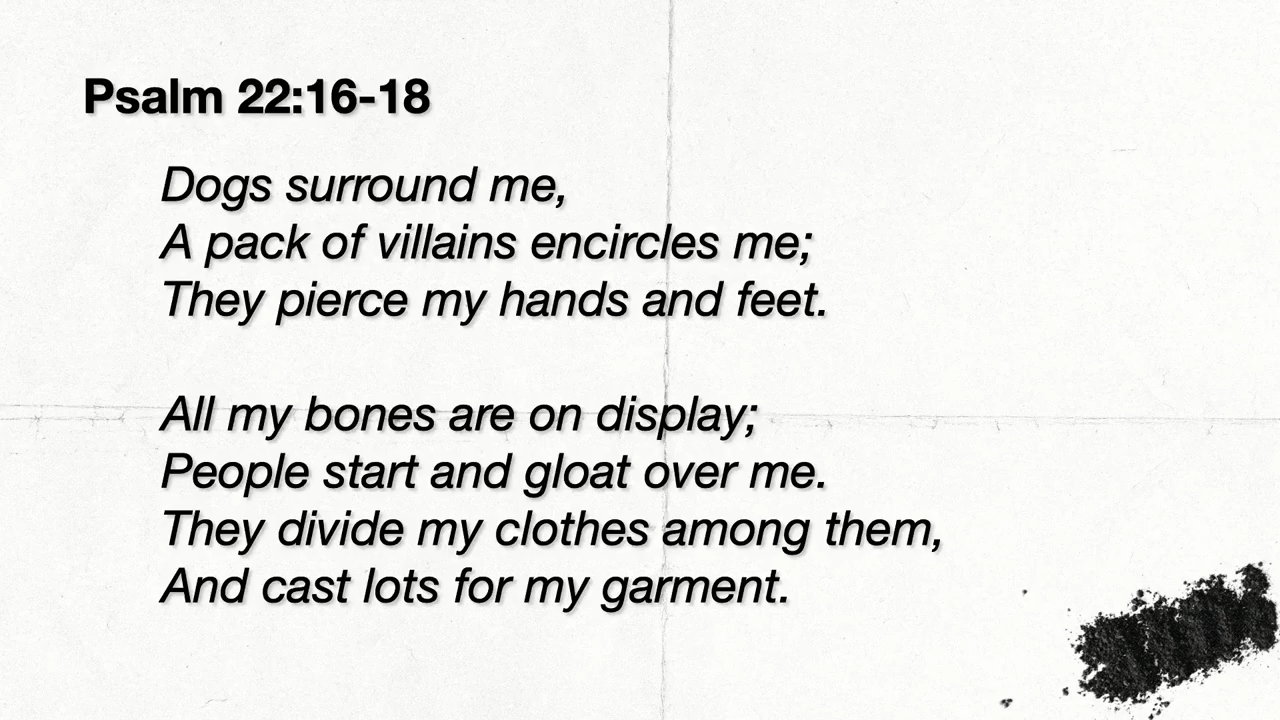 Psalm 22:16-18
Dogs surround me,
A pack of villains encircles me;
They pierce my hands and feet.
All my bones are on display;
People start and gloat over me.
They divide my clothes among them,
And cast lots for my garment.